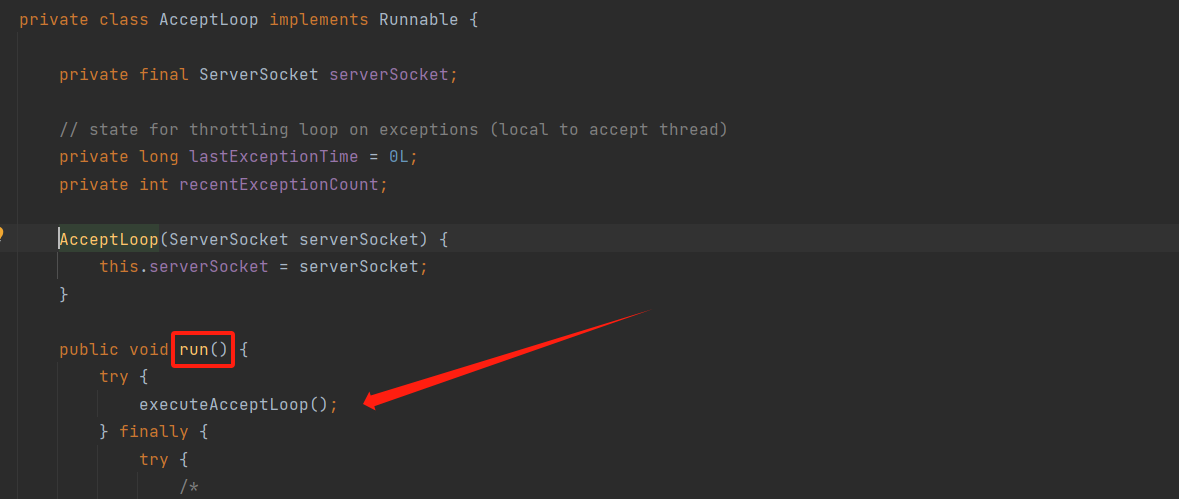 private class AcceptLoop implements Runnable {
private final ServerSocket serverSocket;
// state for throttling loop on exceptions (local to accept thread)
private long lastExceptionTime = 0L;
private int recentExceptionCount;
AcceptLoop(ServerSocket serverSocket) {
this.serverSocket = serverSocket;
}
public void run() {
try {
executeAcceptLoop();
} finally {
try {
/*